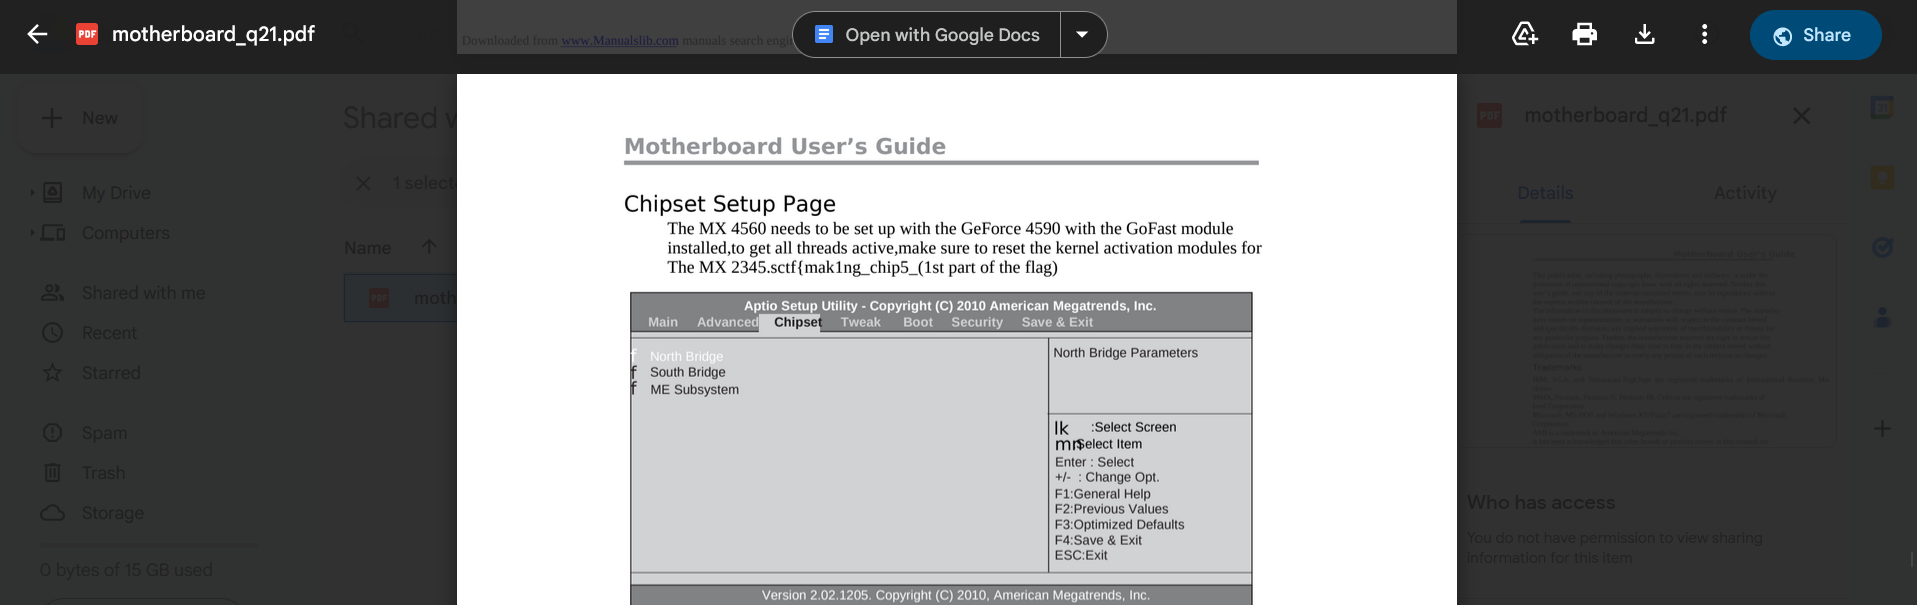 motherboard_q21.pdf
Downloaded from www.Manualslib.com manuals search
Open with Google Docs
Share
New
Shared
motherboard_q21.pdf
My Drive
1
Details
Activity
Computers
Name
Shared with me
Recent
Starred
Spam
Trash
Storage
0 bytes of 15 GB used
Motherboard User’s Guide
Chipset Setup Page
The MX 4560 needs to be set up with the GeForce 4590 with the GoFast module
installed,to get all threads active,make sure to reset the kernel activation modules for
The MX 2345.sctf{mak1ng_chip5_(1st part of the flag)
Aptio Setup Utility - Copyright (C) 2010 American Megatrends, Inc.
Main Advanced Chipset Tweak Boot Security Save & Exit
f North Bridge
f South Bridge
f ME Subsystem
North Bridge Parameters
lk :Select Screen
mn Select Item
Enter : Select
+/- : Change Opt.
F1:General Help
F2:Previous Values
F3:Optimized Defaults
F4:Save & Exit
ESC:Exit
Version 2.02.1205. Copyright (C) 2010, American Megatrends, Inc.
Who has access
You do not have permission to view sharing
information for this item